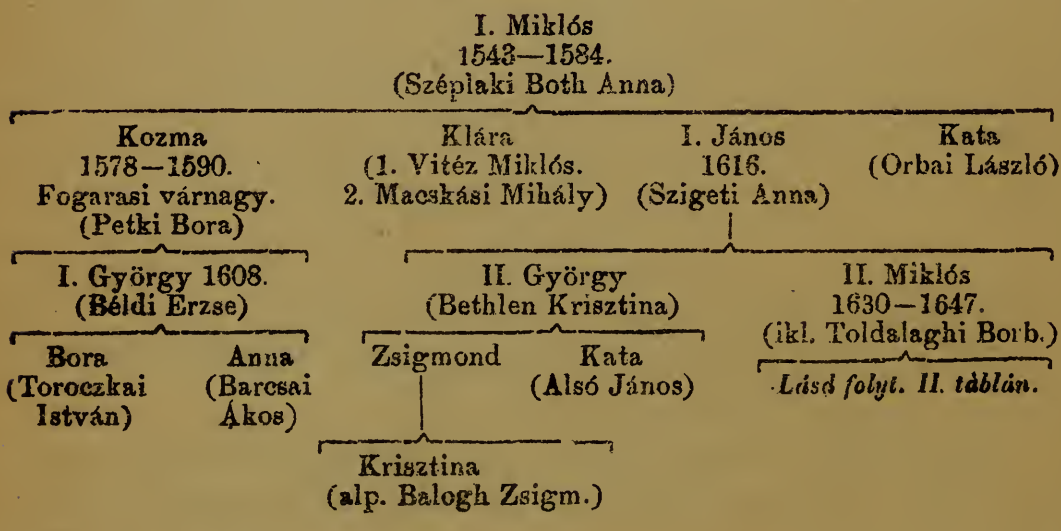 I. Miklós
1543—1584.
(Széplaki Both Anna)
Kozma
1578—1590.
Fogarasi várnagy.
(Petki Bora)
Klára
(1. Vitéz Miklós.
2. Macskási Mihály)
I. János
1616.
(Szigeti Anna)
Kata
(Orbai László)
I. György 1608.
(Béldi Erzse)
II. György
(Bethlen Krisztina)
II. Miklós
1630—1647.
(ikl. Toldalaghi Borb.)
Bora
(Toroczkai
István)
Anna
(Barcsai
Ákos)
Zsigmond
Kata
(Alsó János)
Lásd folyt. II. táblán.
Krisztina
(alp. Balogh Zsigm.)